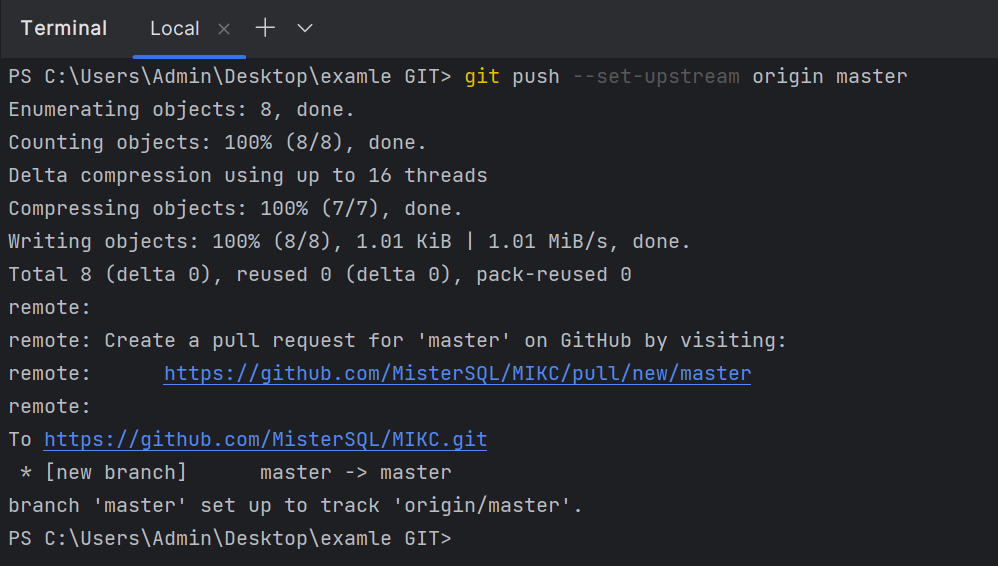 Terminal Local × + ∨
PS C:\Users\Admin\Desktop\examle GIT> git push --set-upstream origin master
Enumerating objects: 8, done.
Counting objects: 100% (8/8), done.
Delta compression using up to 16 threads
Compressing objects: 100% (7/7), done.
Writing objects: 100% (8/8), 1.01 KiB | 1.01 MiB/s, done.
Total 8 (delta 0), reused 0 (delta 0), pack-reused 0
remote:
remote: Create a pull request for 'master' on GitHub by visiting:
remote:      https://github.com/MisterSQL/MIKC/pull/new/master
remote:
To https://github.com/MisterSQL/MIKC.git
 * [new branch]      master -> master
branch 'master' set up to track 'origin/master'.
PS C:\Users\Admin\Desktop\examle GIT>